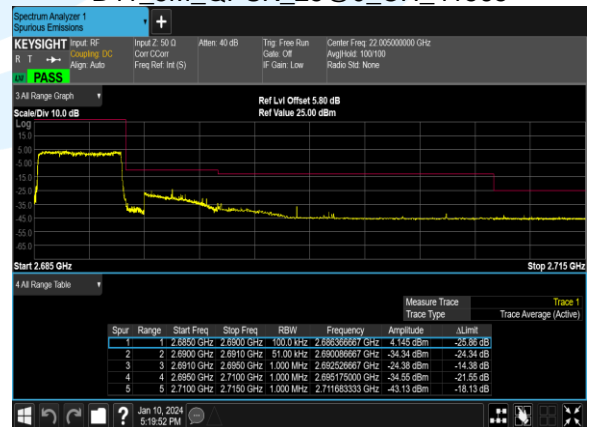 Spectrum Analyzer 1
Spurious Emissions
KEYSIGHT Input: RF Input Z: 50 Ω Atten: 40 dB Trig: Free Run Center Freq: 22.005000000 GHz
R T Coupling: DC Corr CCorr Gate: Off Avg|Hold: 100/100
Align: Auto Freq Ref: Int (S) IF Gain: Low Radio Std: None
LV PASS
3 All Range Graph
Ref Lvl Offset 5.80 dB
Scale/Div 10.0 dB Ref Value 25.00 dBm
Log
15.0
5.00
-5.00
-15.0
-25.0
-35.0
-45.0
-55.0
-65.0
Start 2.685 GHz Stop 2.715 GHz
4 All Range Table
Measure Trace Trace 1
Trace Type Trace Average (Active)
Spur Range Start Freq Stop Freq RBW Frequency Amplitude ΔLimit
1 1 2.6850 GHz 2.6900 GHz 100.0 kHz 2.686366667 GHz 4.145 dBm -25.86 dB
2 2 2.6900 GHz 2.6910 GHz 51.00 kHz 2.690086667 GHz -34.34 dBm -24.34 dB
3 3 2.6910 GHz 2.6950 GHz 1.000 MHz 2.692526667 GHz -24.38 dBm -14.38 dB
4 4 2.6950 GHz 2.7100 GHz 1.000 MHz 2.695175000 GHz -34.55 dBm -21.55 dB
5 5 2.7100 GHz 2.7150 GHz 1.000 MHz 2.711683333 GHz -43.13 dBm -18.13 dB
Jan 10, 2024
5:19:52 PM